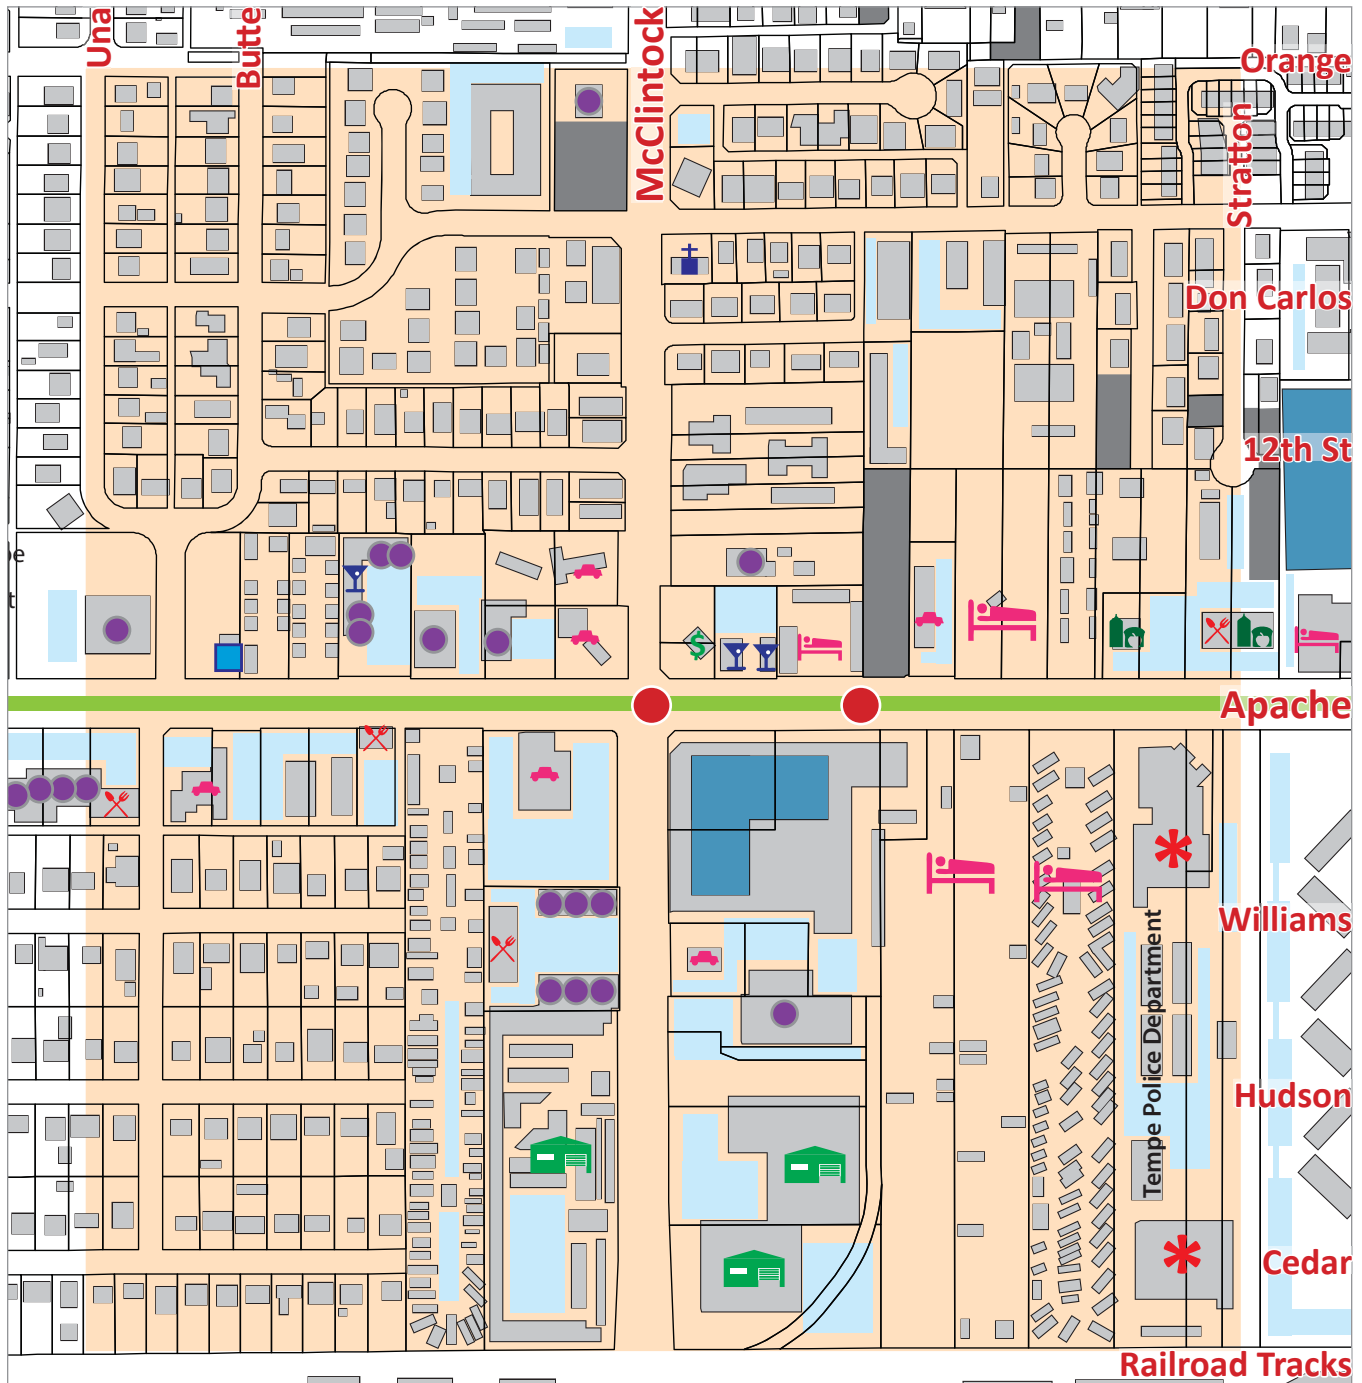 Una
Butte
McClintock
Orange
Stratton
Don Carlos
12th St
e
t
$
Apache
Williams
Tempe Police Department
Hudson
Cedar
Railroad Tracks